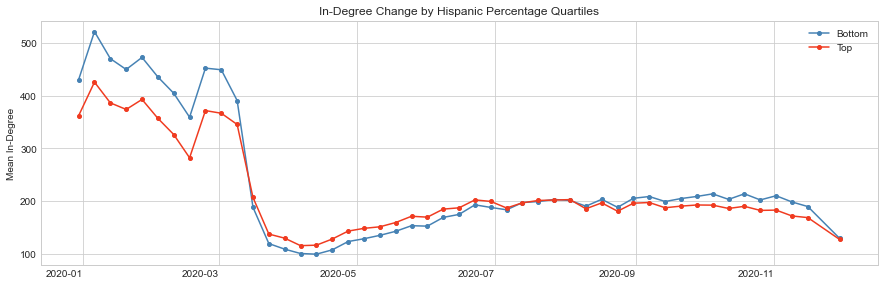 In-Degree Change by Hispanic Percentage Quartiles
Bottom
Top
Mean In-Degree
500
400
300
200
100
2020-01
2020-03
2020-05
2020-07
2020-09
2020-11